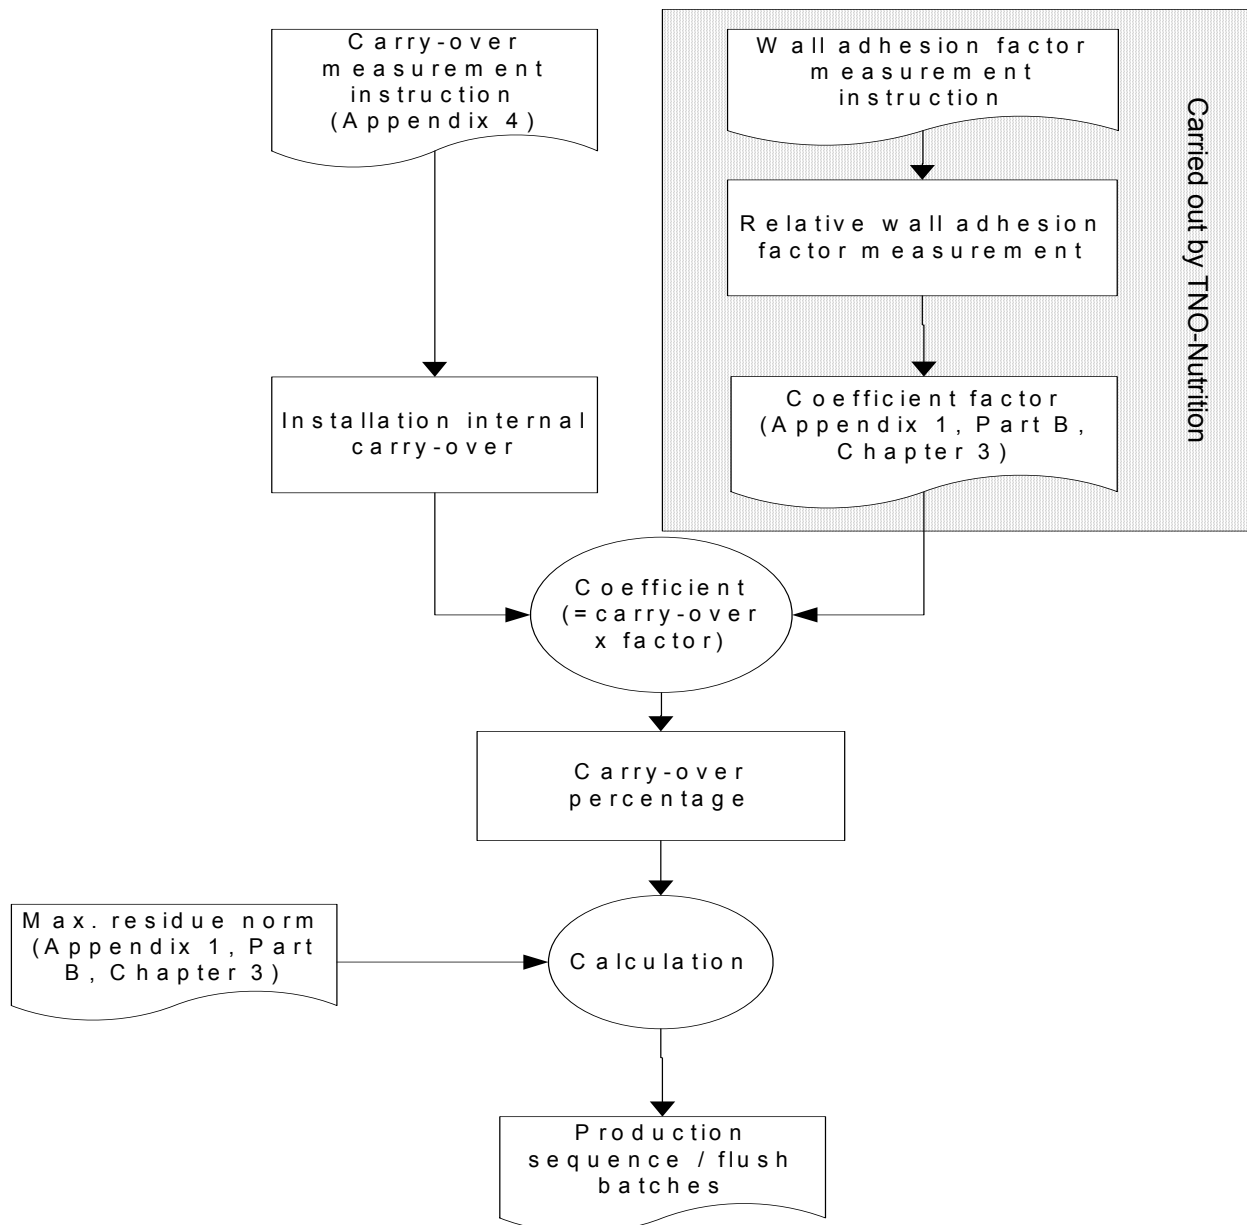 Carry-over
measurement
instruction
(Appendix 4)
Wall adhesion factor
measurement
instruction
Carried out by TNO-Nutrition
Relative wall adhesion
factor measurement
Installation internal
carry-over
Coefficient factor
(Appendix 1, Part B,
Chapter 3)
Coefficient
(=carry-over
x factor)
Carry-over
percentage
Max. residue norm
(Appendix 1, Part
B, Chapter 3)
Calculation
Production
sequence / flush
batches